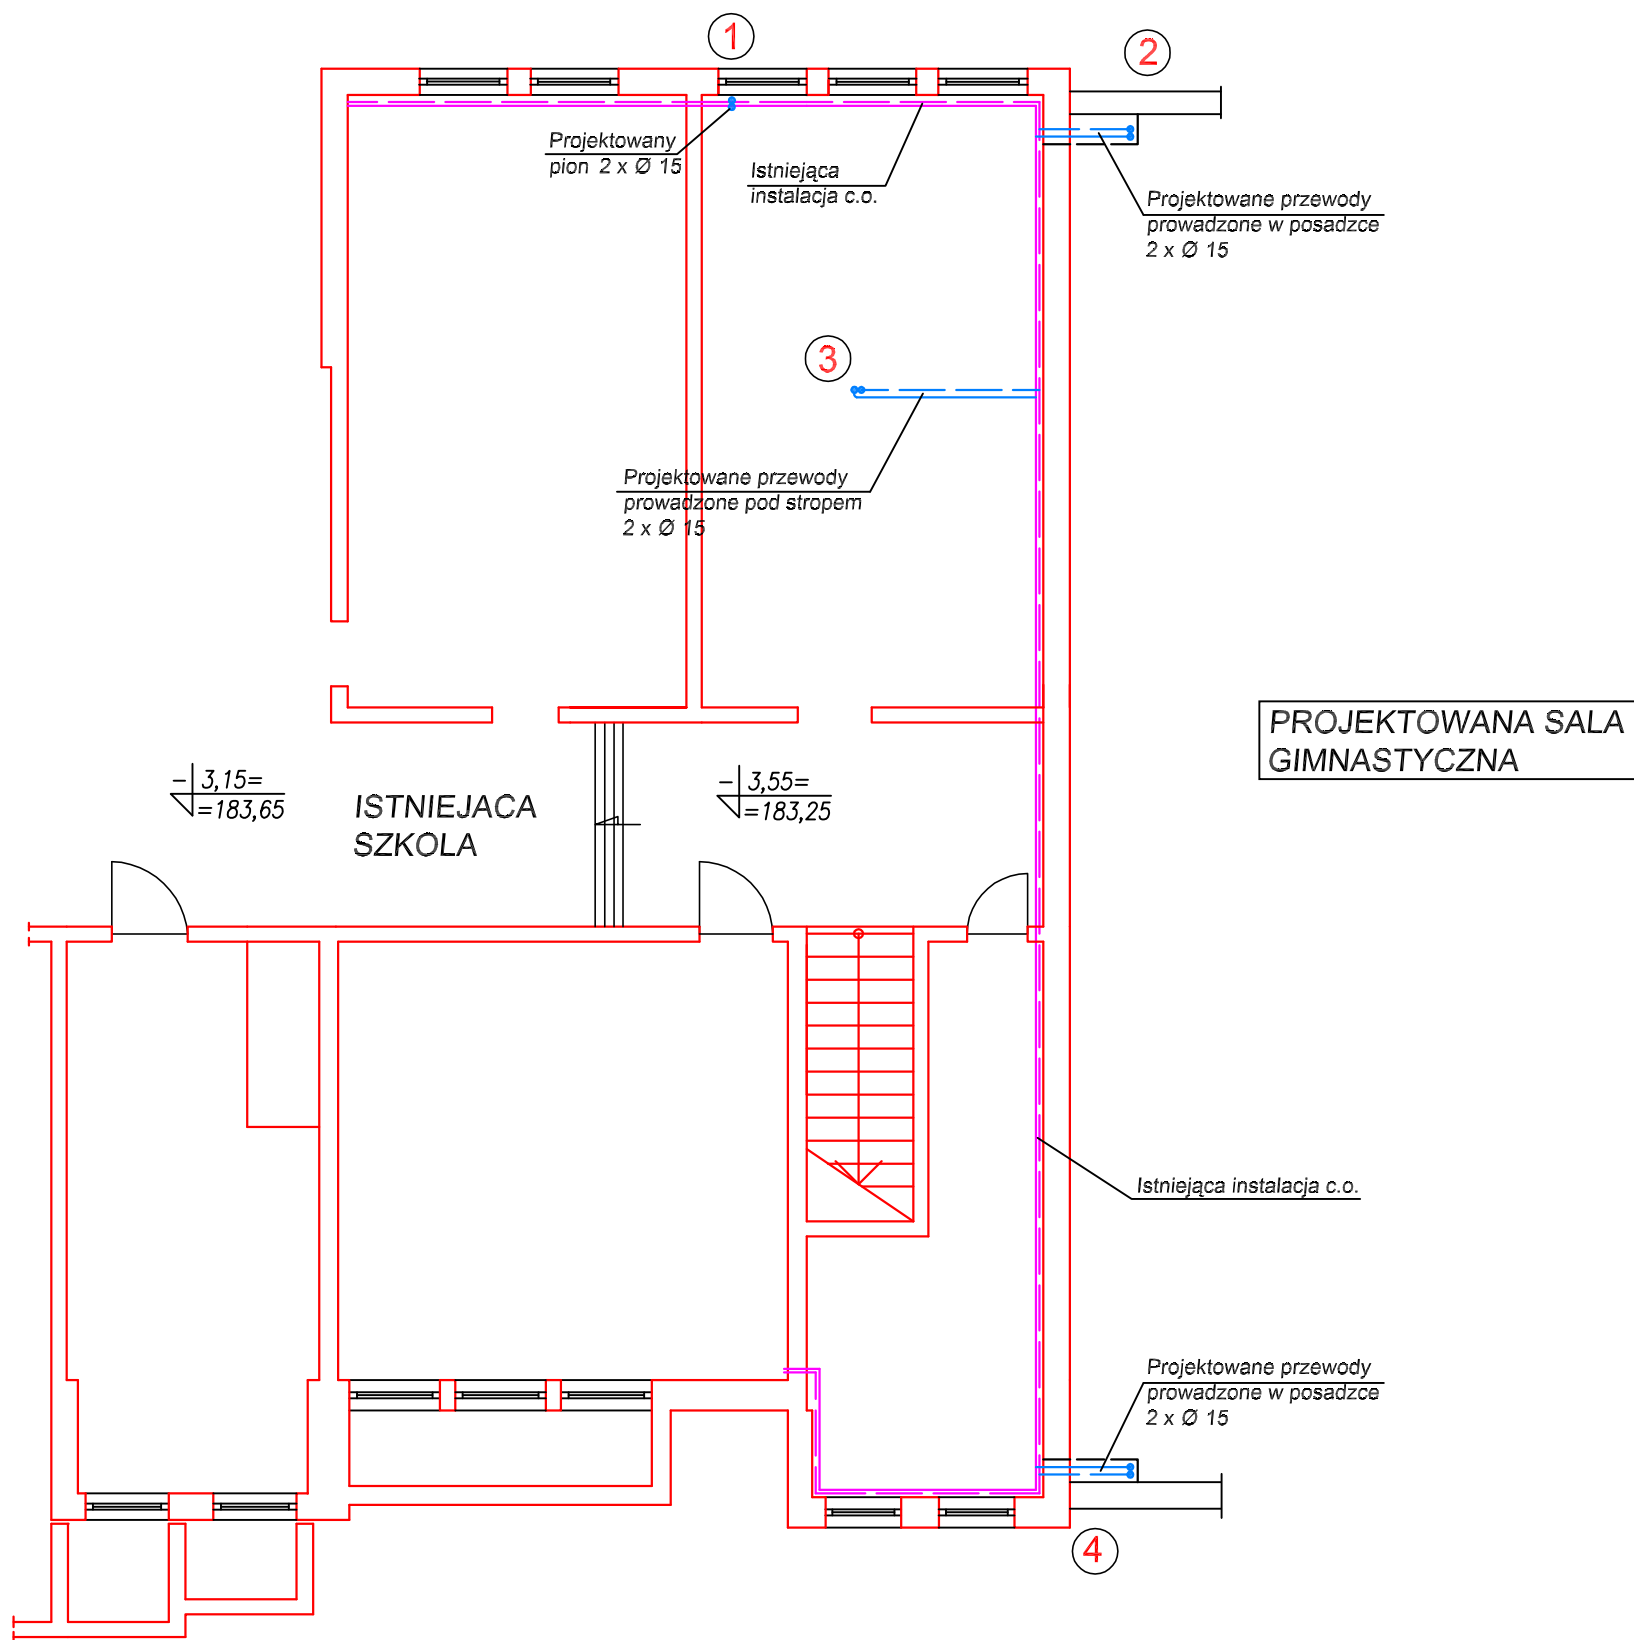 1
2
Projektowany
pion 2 x Ø 15
Istniejąca
instalacja c.o.
Projektowane przewody
prowadzone w posadzce
2 x Ø 15
3
Projektowane przewody
prowadzone pod stropem
2 x Ø 15
PROJEKTOWANA SALA
GIMNASTYCZNA
- 3,15=
=183,65
ISTNIEJACA
SZKOLA
- 3,55=
=183,25
Istniejąca instalacja c.o.
Projektowane przewody
prowadzone w posadzce
2 x Ø 15
4